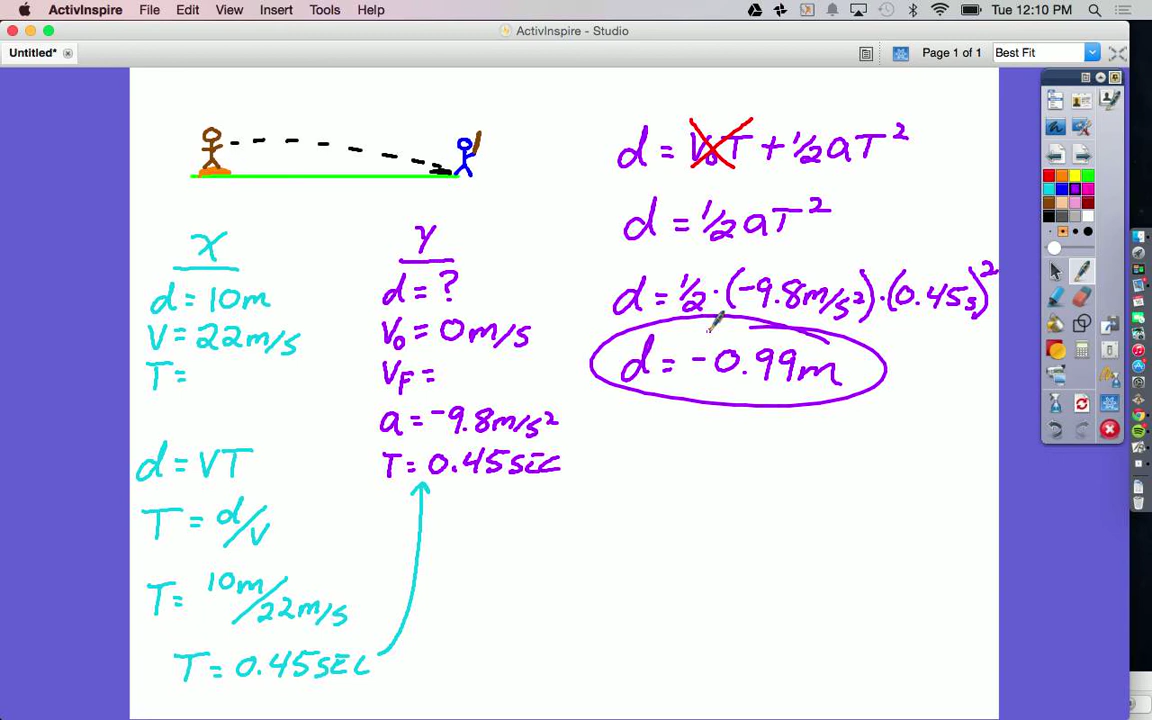 ActivInspire File Edit View Insert Tools Help Tue 12:10 PM
ActivInspire - Studio
Untitled* Page 1 of 1 Best Fit
X
d = 10m
V = 22m/s
T =
d = VT
T = d/V
T = 10m/22m/s
T = 0.45SEC
Y
d = ?
V₀ = 0m/s
V_F =
a = -9.8m/s²
T = 0.45SEC
d = V₀T + 1/2aT²
d = 1/2aT²
d = 1/2·(-9.8m/s²)·(0.45s)²
d = -0.99m